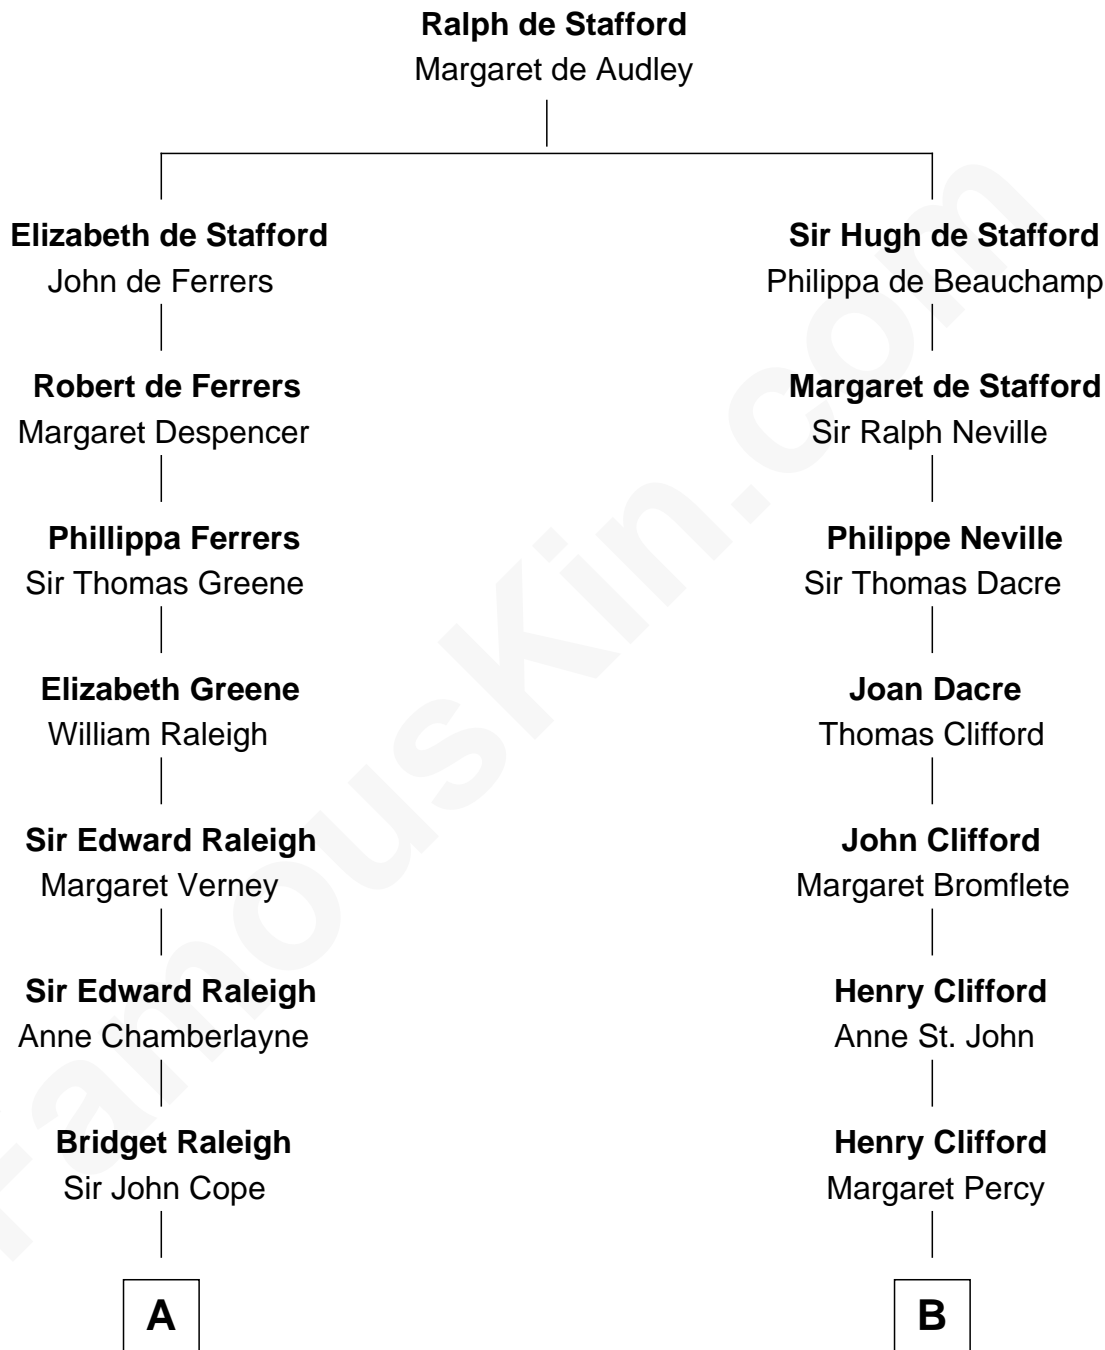 Ralph de Stafford
Margaret de Audley
Elizabeth de Stafford
John de Ferrers
Robert de Ferrers
Margaret Despencer
Phillippa Ferrers
Sir Thomas Greene
Elizabeth Greene
William Raleigh
Sir Edward Raleigh
Margaret Verney
Sir Edward Raleigh
Anne Chamberlayne
Bridget Raleigh
Sir John Cope
A
Sir Hugh de Stafford
Philippa de Beauchamp
Margaret de Stafford
Sir Ralph Neville
Philippe Neville
Sir Thomas Dacre
Joan Dacre
Thomas Clifford
John Clifford
Margaret Bromflete
Henry Clifford
Anne St. John
Henry Clifford
Margaret Percy
B
FamousKin.com